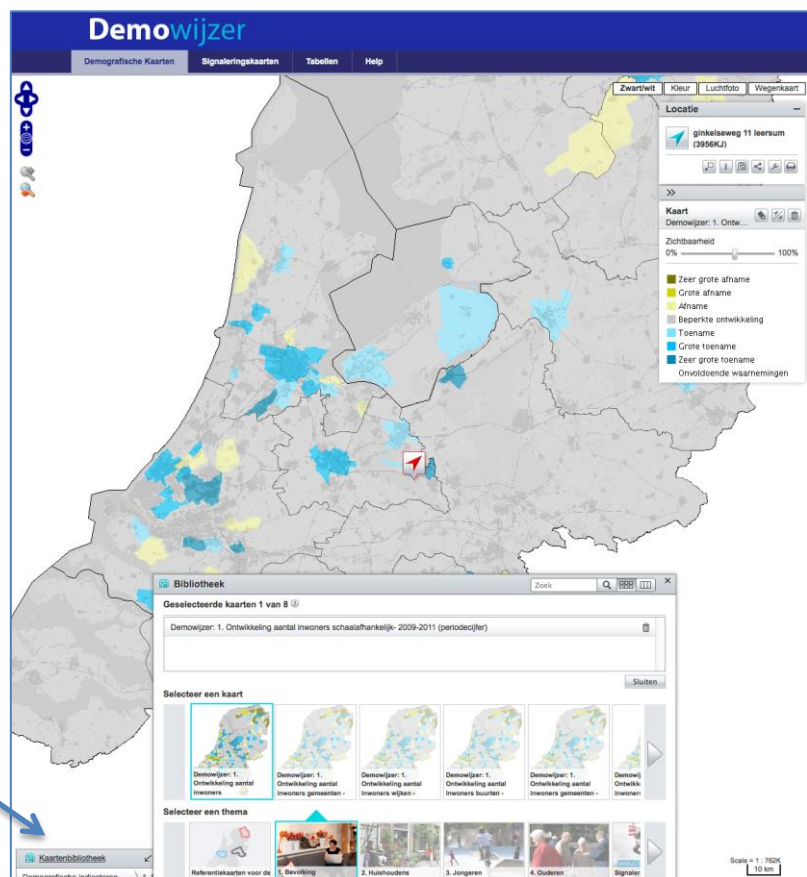 Demowijzer
Demografische Kaarten Signaleringskaarten Tabellen Help
Zwart/wit Kleur Luchtfoto Wegenkaart
Locatie
ginkelseweg 11 leersum
(3956KJ)
Kaart
Demowijzer: 1. Ontw...
Zichtbaarheid
0% 100%
Zeer grote afname
Grote afname
Afname
Beperkte ontwikkeling
Toename
Grote toename
Zeer grote toename
Onvoldoende waarnemingen
Bibliotheek
Zoek
Geselecteerde kaarten 1 van 8
Demowijzer: 1. Ontwikkeling aantal inwoners schaalafhankelijk- 2009-2011 (periodecijfer)
Sluiten
Selecteer een kaart
Demowijzer: 1.
Ontwikkeling aantal
inwoners
Demowijzer: 1.
Ontwikkeling aantal
inwoners gemeenten -
Demowijzer: 1.
Ontwikkeling aantal
inwoners wijken -
Demowijzer: 1.
Ontwikkeling aantal
inwoners buurten -
Demowijzer: 1.
Ontwikkeling aantal
inwoners gemeenten -
Demowij
Ontwikk
inwoner
Selecteer een thema
Referentiekaarten voor de
1. Bevolking
2. Huishoudens
3. Jongeren
4. Ouderen
Signaler
Kaartenbibliotheek
Demografische indicatoren
Scale = 1 : 762K
10 km